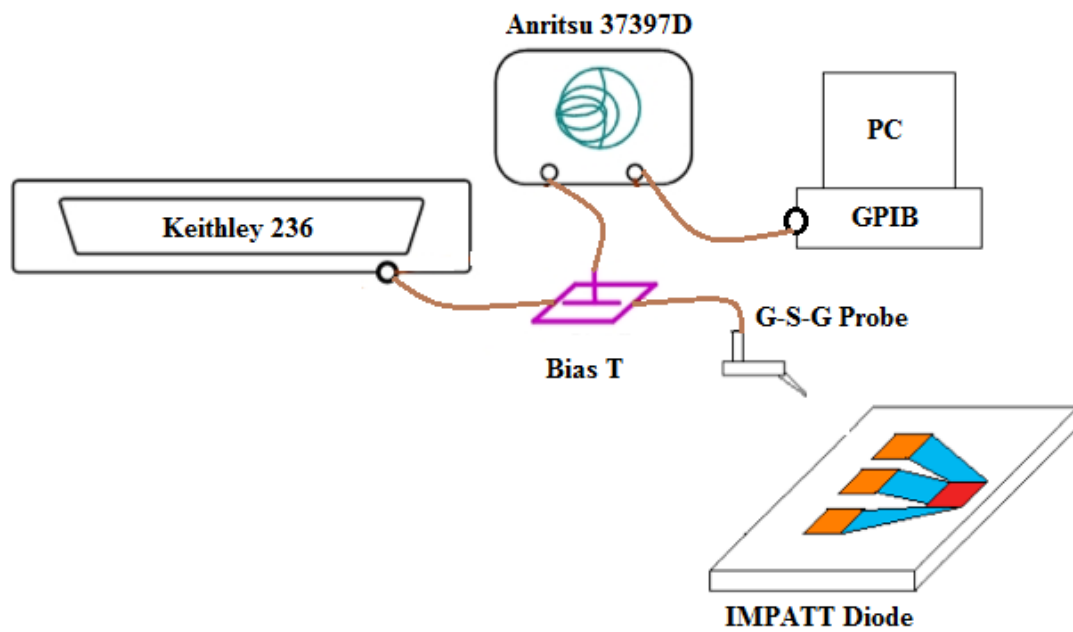 Anritsu 37397D
PC
GPIB
Keithley 236
G-S-G Probe
Bias T
IMPATT Diode